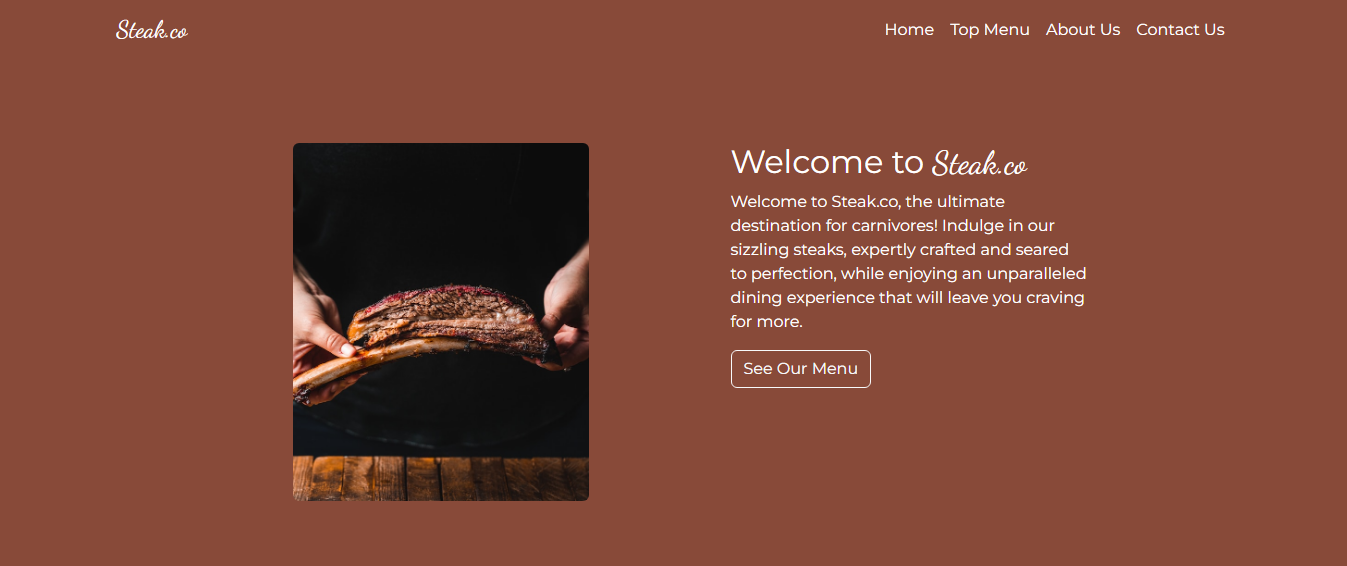 Steak.co
Home Top Menu About Us Contact Us
Welcome to Steak.co
Welcome to Steak.co, the ultimate
destination for carnivores! Indulge in our
sizzling steaks, expertly crafted and seared
to perfection, while enjoying an unparalleled
dining experience that will leave you craving
for more.
See Our Menu